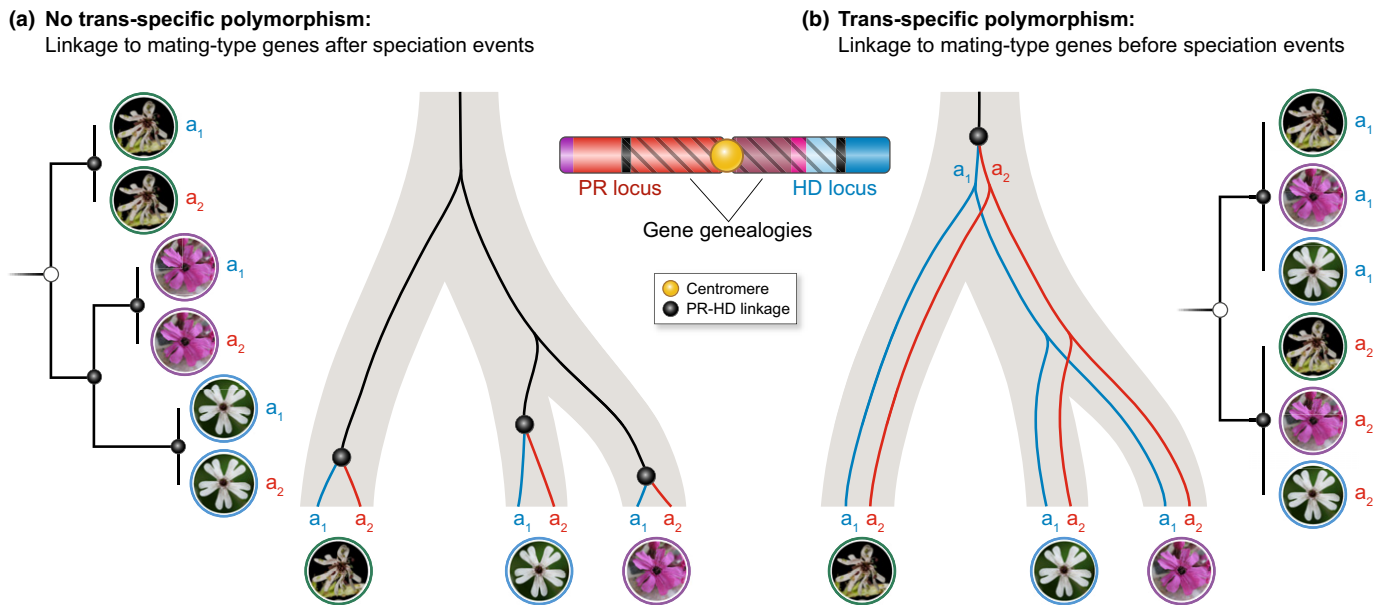 (a) No trans-specific polymorphism:
Linkage to mating-type genes after speciation events
a₁
a₂
a₁
a₂
a₁
a₂
a₁ a₂
a₁ a₂
a₁ a₂
PR locus
HD locus
Gene genealogies
Centromere
PR-HD linkage
(b) Trans-specific polymorphism:
Linkage to mating-type genes before speciation events
a₁ a₂
a₁ a₂
a₁ a₂
a₁ a₂
a₁
a₁
a₁
a₂
a₂
a₂